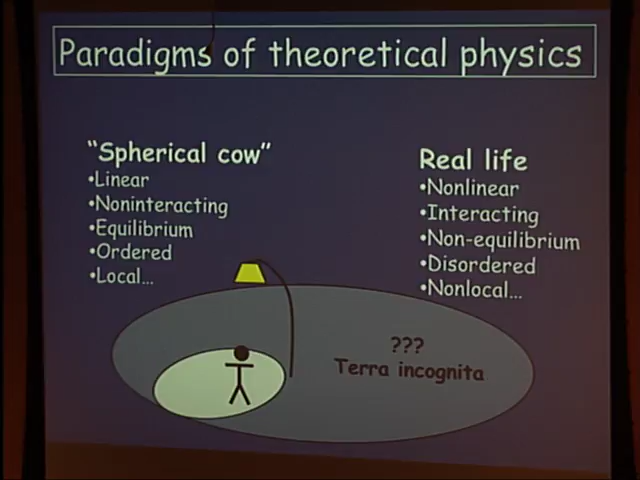 Paradigms of theoretical physics
"Spherical cow"
•Linear
•Noninteracting
•Equilibrium
•Ordered
•Local...
Real life
•Nonlinear
•Interacting
•Non-equilibrium
•Disordered
•Nonlocal...
???
Terra incognita